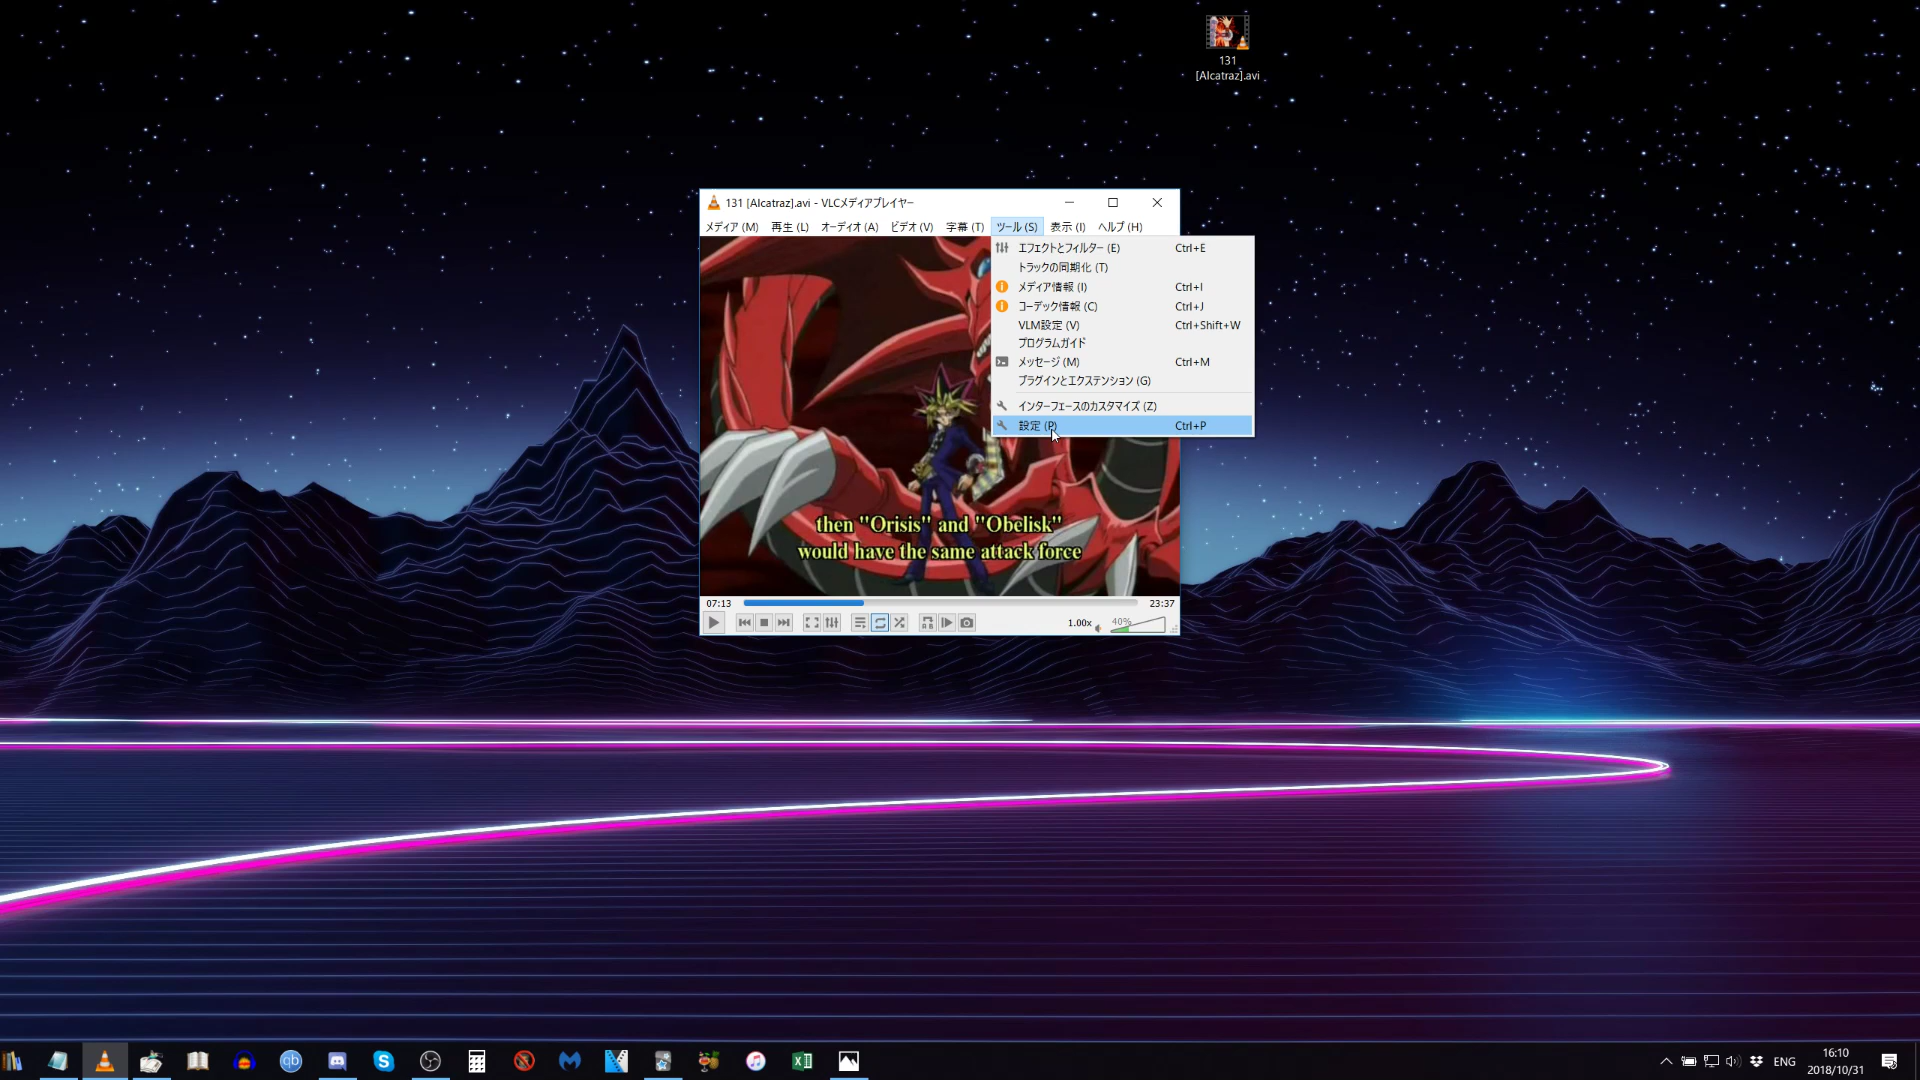 131
[Alcatraz].avi
131 [Alcatraz].avi - VLCメディアプレイヤー
メディア (M) 再生 (L) オーディオ (A) ビデオ (V) 字幕 (T) ツール (S) 表示 (I) ヘルプ (H)
エフェクトとフィルター (E) Ctrl+E
トラックの同期化 (T)
メディア情報 (I) Ctrl+I
コーデック情報 (C) Ctrl+J
VLM設定 (V) Ctrl+Shift+W
プログラムガイド
メッセージ (M) Ctrl+M
プラグインとエクステンション (G)
インターフェースのカスタマイズ (Z)
設定 (P) Ctrl+P
then "Orisis" and "Obelisk"
would have the same attack force
07:13 23:37
1.00x 40%
qb
ENG
16:10
2018/10/31